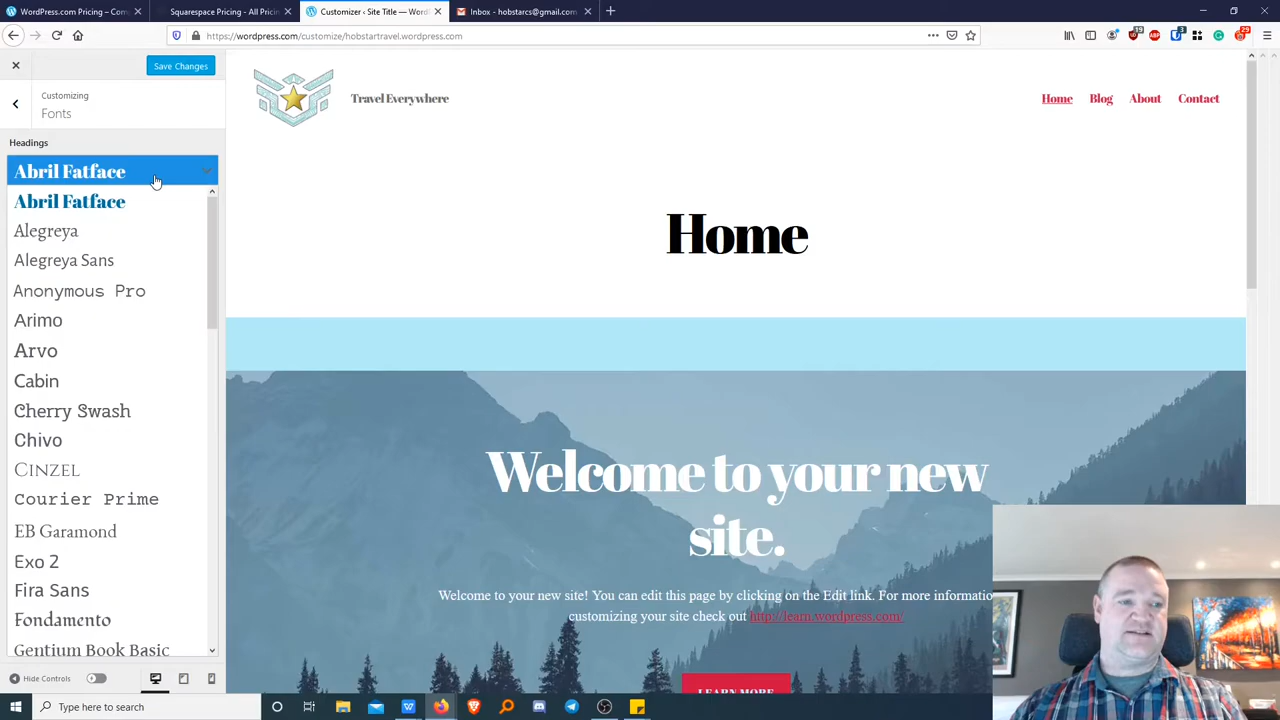 WordPress.com Pricing – Com
Squarespace Pricing - All Pricin
Customizer ‹ Site Title — Word
Inbox - hobstarcs@gmail.com
https://wordpress.com/customize/hobstartravel.wordpress.com
19
3
29
Save Changes
Customizing
Fonts
Headings
Abril Fatface
Abril Fatface
Alegreya
Alegreya Sans
Anonymous Pro
Arimo
Arvo
Cabin
Cherry Swash
Chivo
Cinzel
Courier Prime
EB Garamond
Exo 2
Fira Sans
Fondamento
Gentium Book Basic
Hide Controls
Travel Everywhere
Home Blog About Contact
Home
Welcome to your new
site.
Welcome to your new site! You can edit this page by clicking on the Edit link. For more informatio
customizing your site check out http://learn.wordpress.com/
LEARN MORE
Type here to search